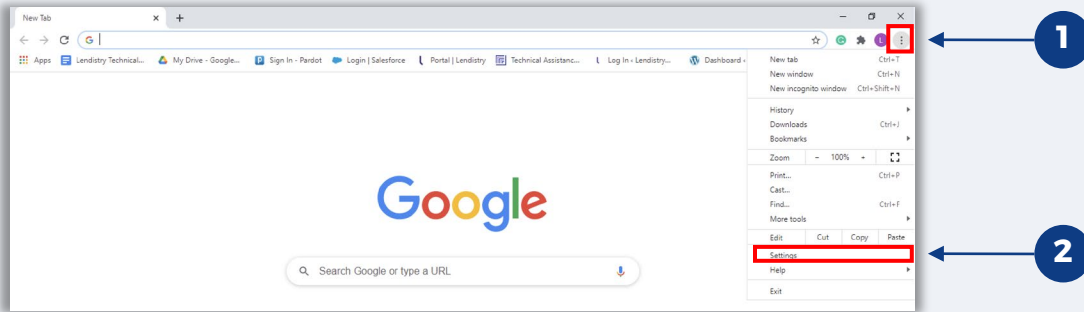 New Tab
1
G
L
Apps Lendistry Technical... My Drive - Google... Sign In - Pardot Login | Salesforce Portal | Lendistry Technical Assistanc... Log In ‹ Lendistry... Dashboard ‹
New tab Ctrl+T
New window Ctrl+N
New incognito window Ctrl+Shift+N
History
Downloads Ctrl+J
Bookmarks
Zoom - 100% +
Print... Ctrl+P
Cast...
Find... Ctrl+F
More tools
Edit Cut Copy Paste
Settings
2
Help
Exit
Google
Search Google or type a URL